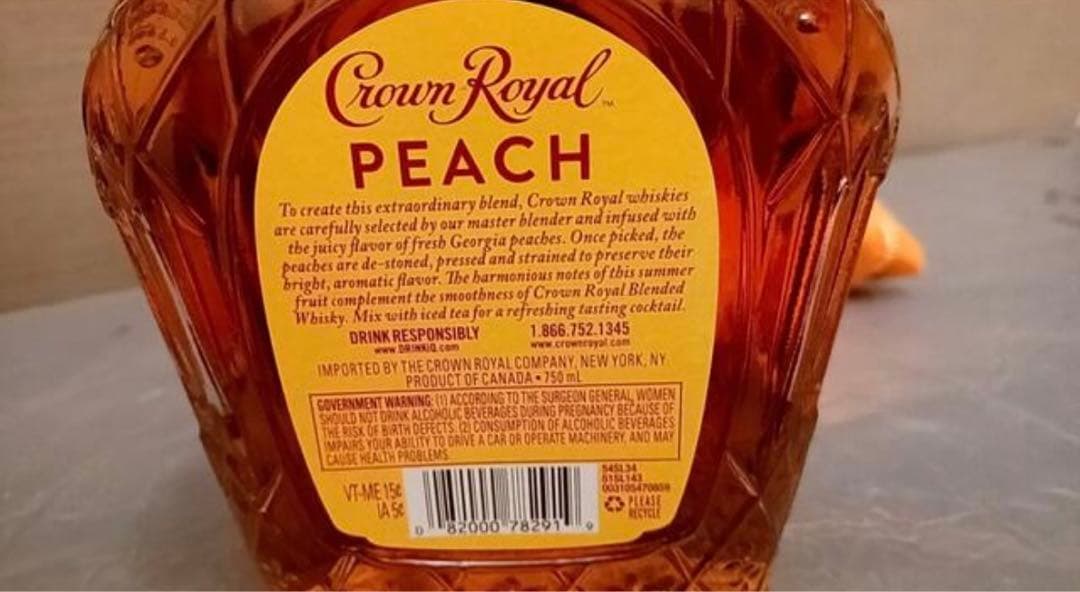 Crown Royal™
PEACH
To create this extraordinary blend, Crown Royal whiskies
are carefully selected by our master blender and infused with
the juicy flavor of fresh Georgia peaches. Once picked, the
peaches are de-stoned, pressed and strained to preserve their
bright, aromatic flavor. The harmonious notes of this summer
fruit complement the smoothness of Crown Royal Blended
Whisky. Mix with iced tea for a refreshing tasting cocktail.
DRINK RESPONSIBLY 1.866.752.1345
www.DRINKiQ.com www.crownroyal.com
IMPORTED BY THE CROWN ROYAL COMPANY, NEW YORK, NY.
PRODUCT OF CANADA • 750 mL
GOVERNMENT WARNING: (1) ACCORDING TO THE SURGEON GENERAL, WOMEN
SHOULD NOT DRINK ALCOHOLIC BEVERAGES DURING PREGNANCY BECAUSE OF
THE RISK OF BIRTH DEFECTS. (2) CONSUMPTION OF ALCOHOLIC BEVERAGES
IMPAIRS YOUR ABILITY TO DRIVE A CAR OR OPERATE MACHINERY, AND MAY
CAUSE HEALTH PROBLEMS.
VT-ME 15¢
IA 5¢
0 82000 78291 9
PLEASE
RECYCLE